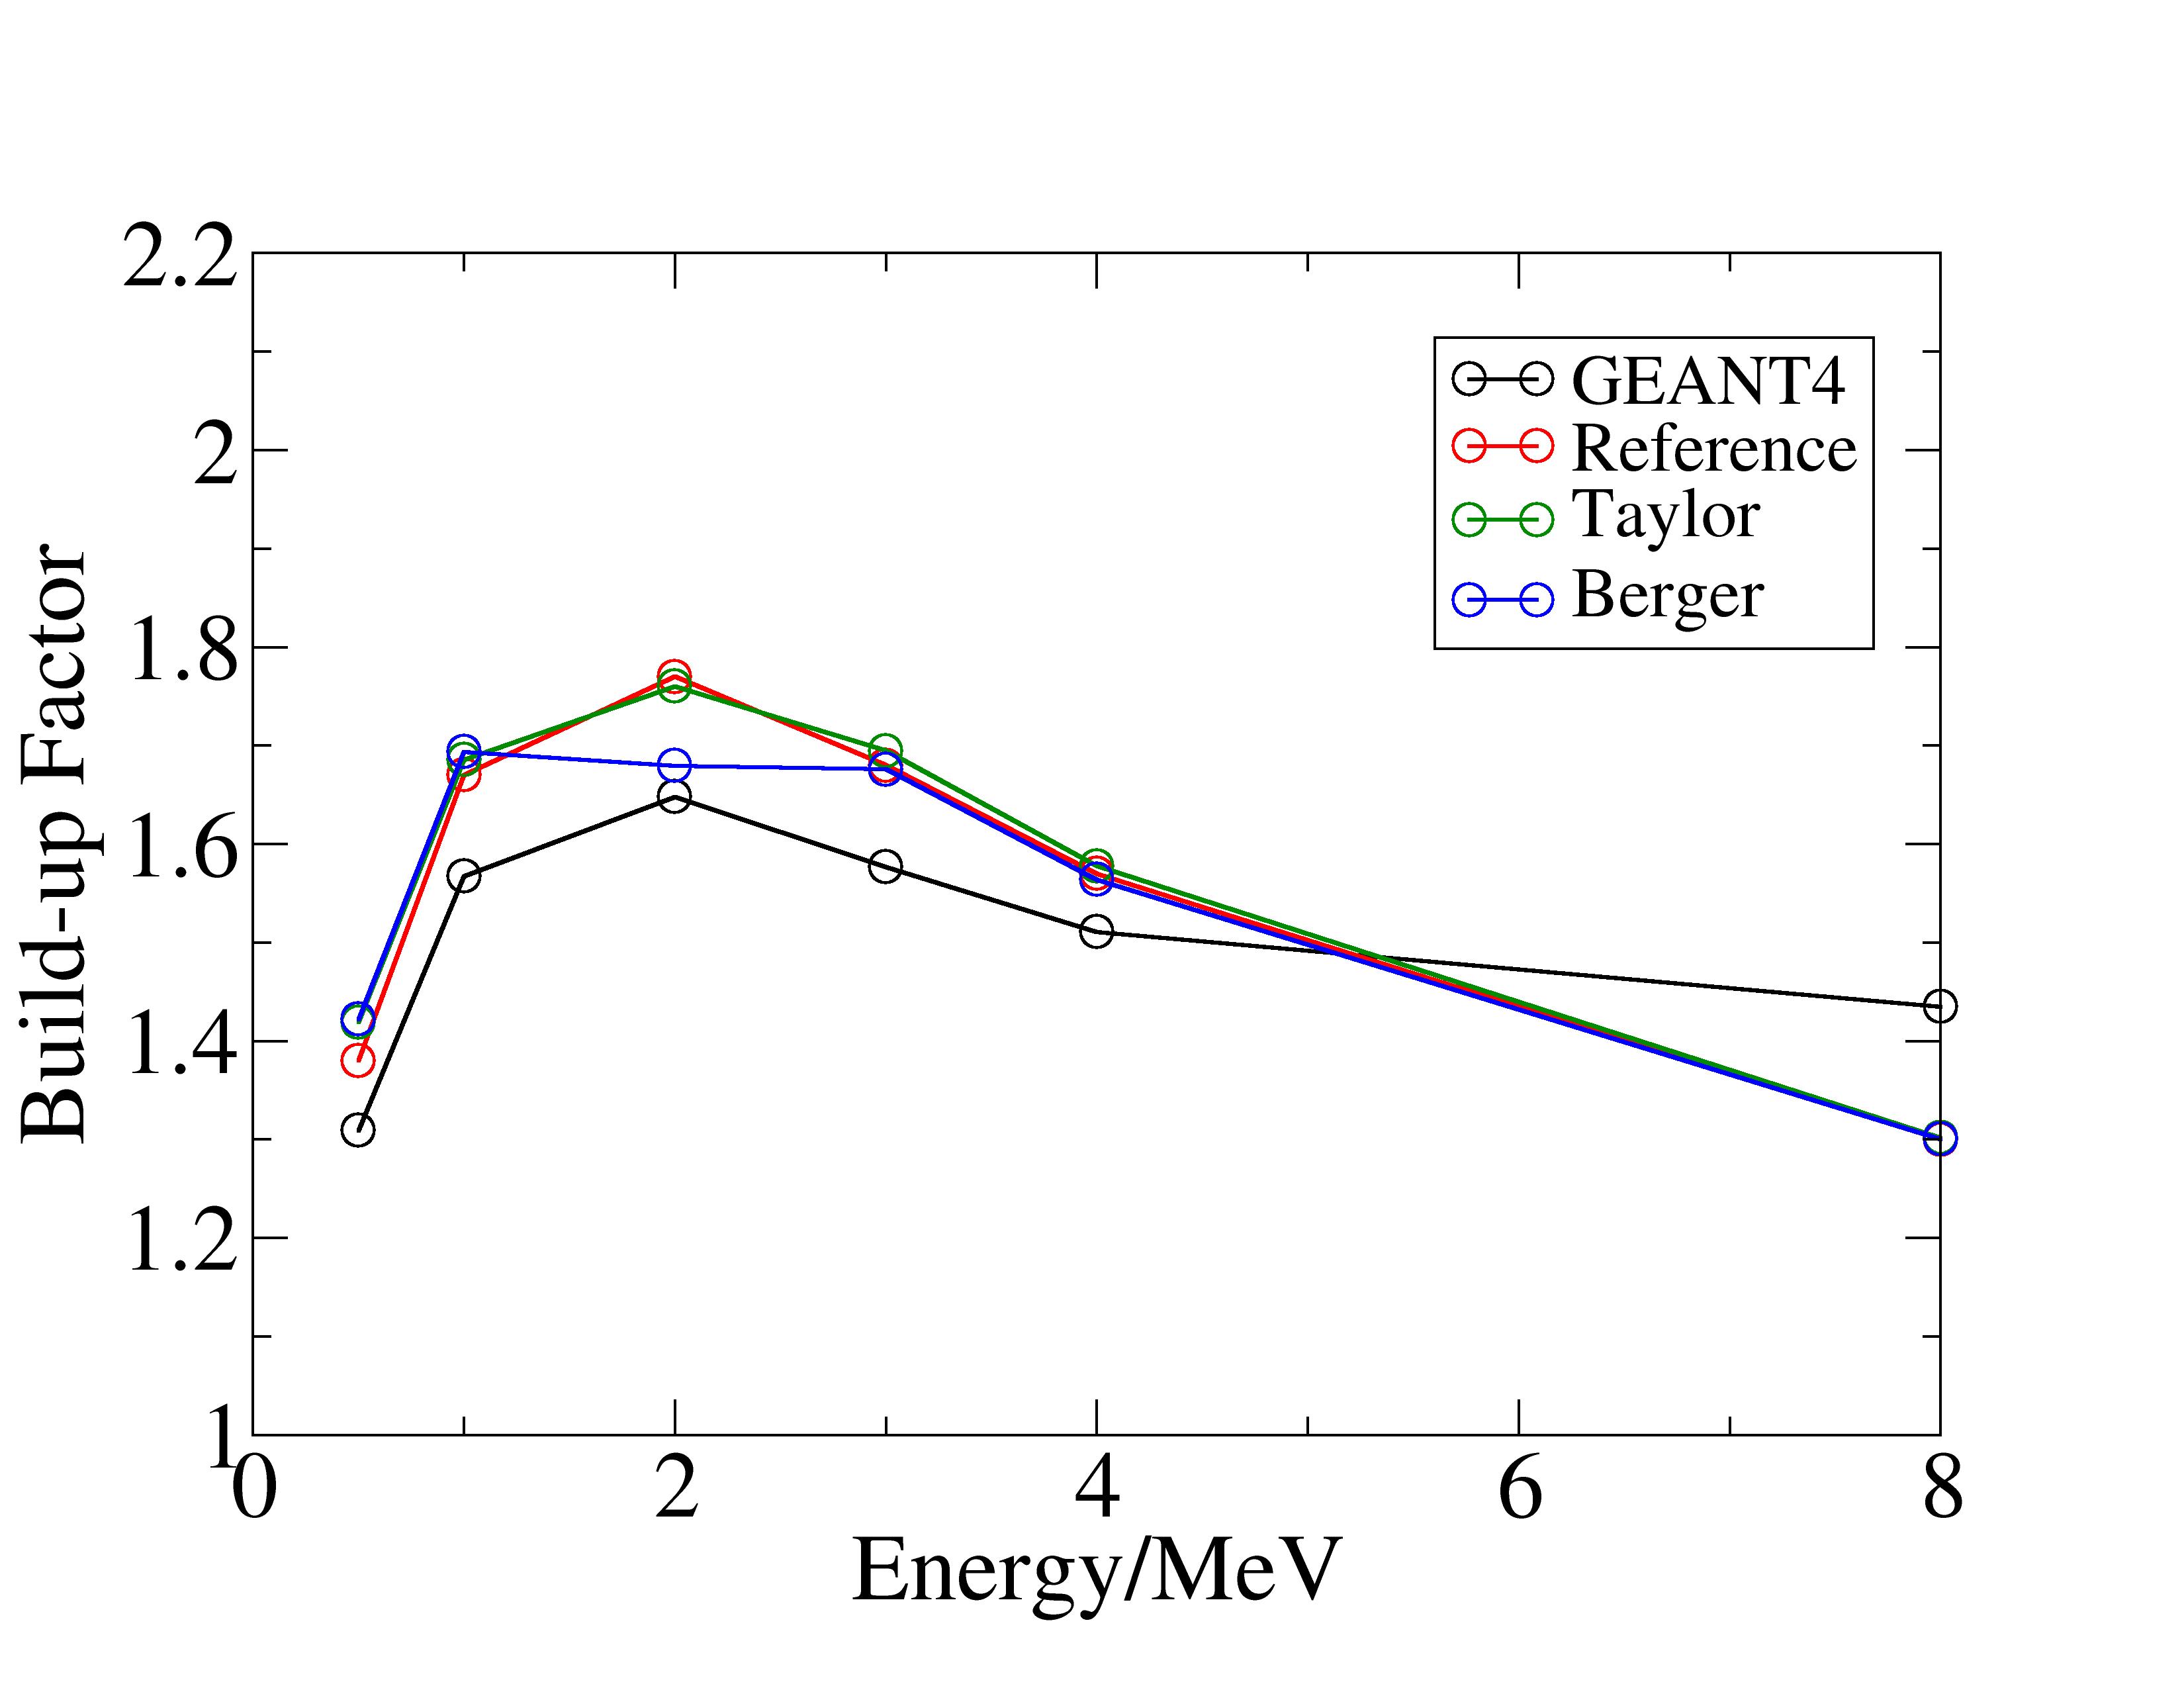 2.2
2
1.8
1.6
1.4
1.2
1
Build-up Factor
GEANT4
Reference
Taylor
Berger
0 2 4 6 8
Energy/MeV